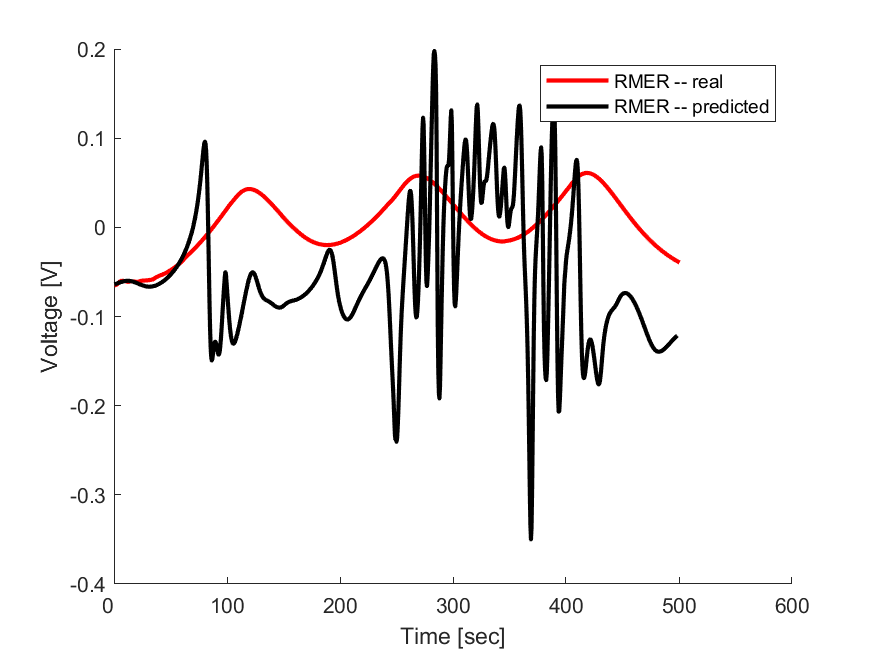 0.2
0.1
0
-0.1
-0.2
-0.3
-0.4
Voltage [V]
RMER -- real
RMER -- predicted
0 100 200 300 400 500 600
Time [sec]